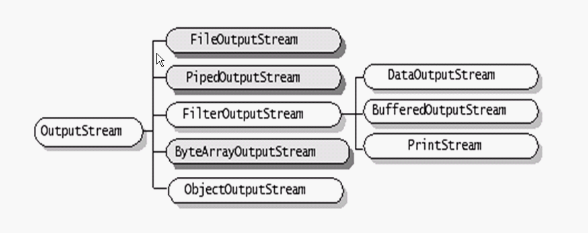 FileOutputStream
PipedOutputStream
DataOutputStream
FilterOutputStream
BufferedOutputStream
OutputStream
PrintStream
ByteArrayOutputStream
ObjectOutputStream